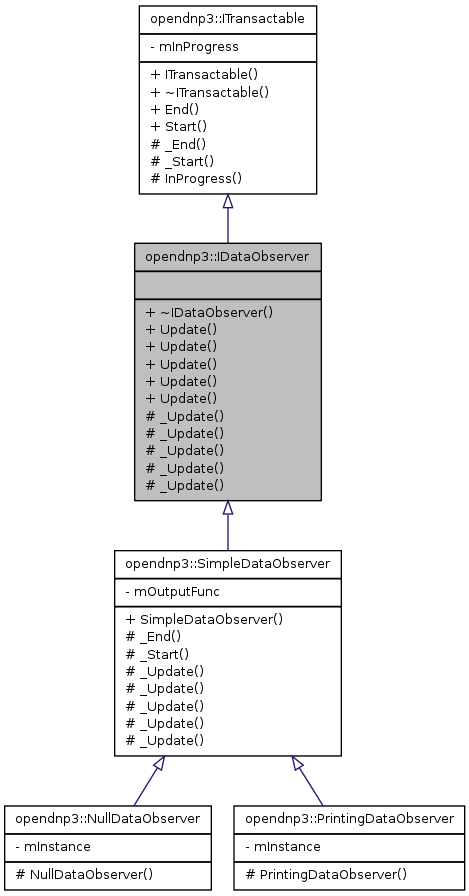 opendnp3::ITransactable
- mInProgress
+ ITransactable()
+ ~ITransactable()
+ End()
+ Start()
# _End()
# _Start()
# InProgress()
opendnp3::IDataObserver
+ ~IDataObserver()
+ Update()
+ Update()
+ Update()
+ Update()
+ Update()
# _Update()
# _Update()
# _Update()
# _Update()
# _Update()
opendnp3::SimpleDataObserver
- mOutputFunc
+ SimpleDataObserver()
# _End()
# _Start()
# _Update()
# _Update()
# _Update()
# _Update()
# _Update()
opendnp3::NullDataObserver
- mInstance
# NullDataObserver()
opendnp3::PrintingDataObserver
- mInstance
# PrintingDataObserver()